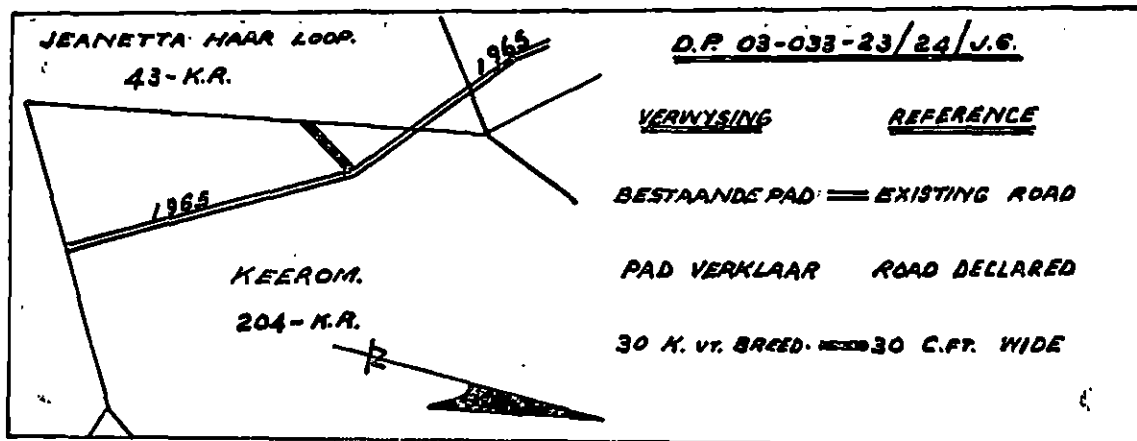 JEANETTA HAAR LOOP.
43-K.R.
1965
1965
KEEROM.
204-K.R.
D.P. 03-033-23/24/J.6.
VERWYSING REFERENCE
BESTAANDE PAD EXISTING ROAD
PAD VERKLAAR ROAD DECLARED
30 K. VT. BREED 30 C.FT. WIDE